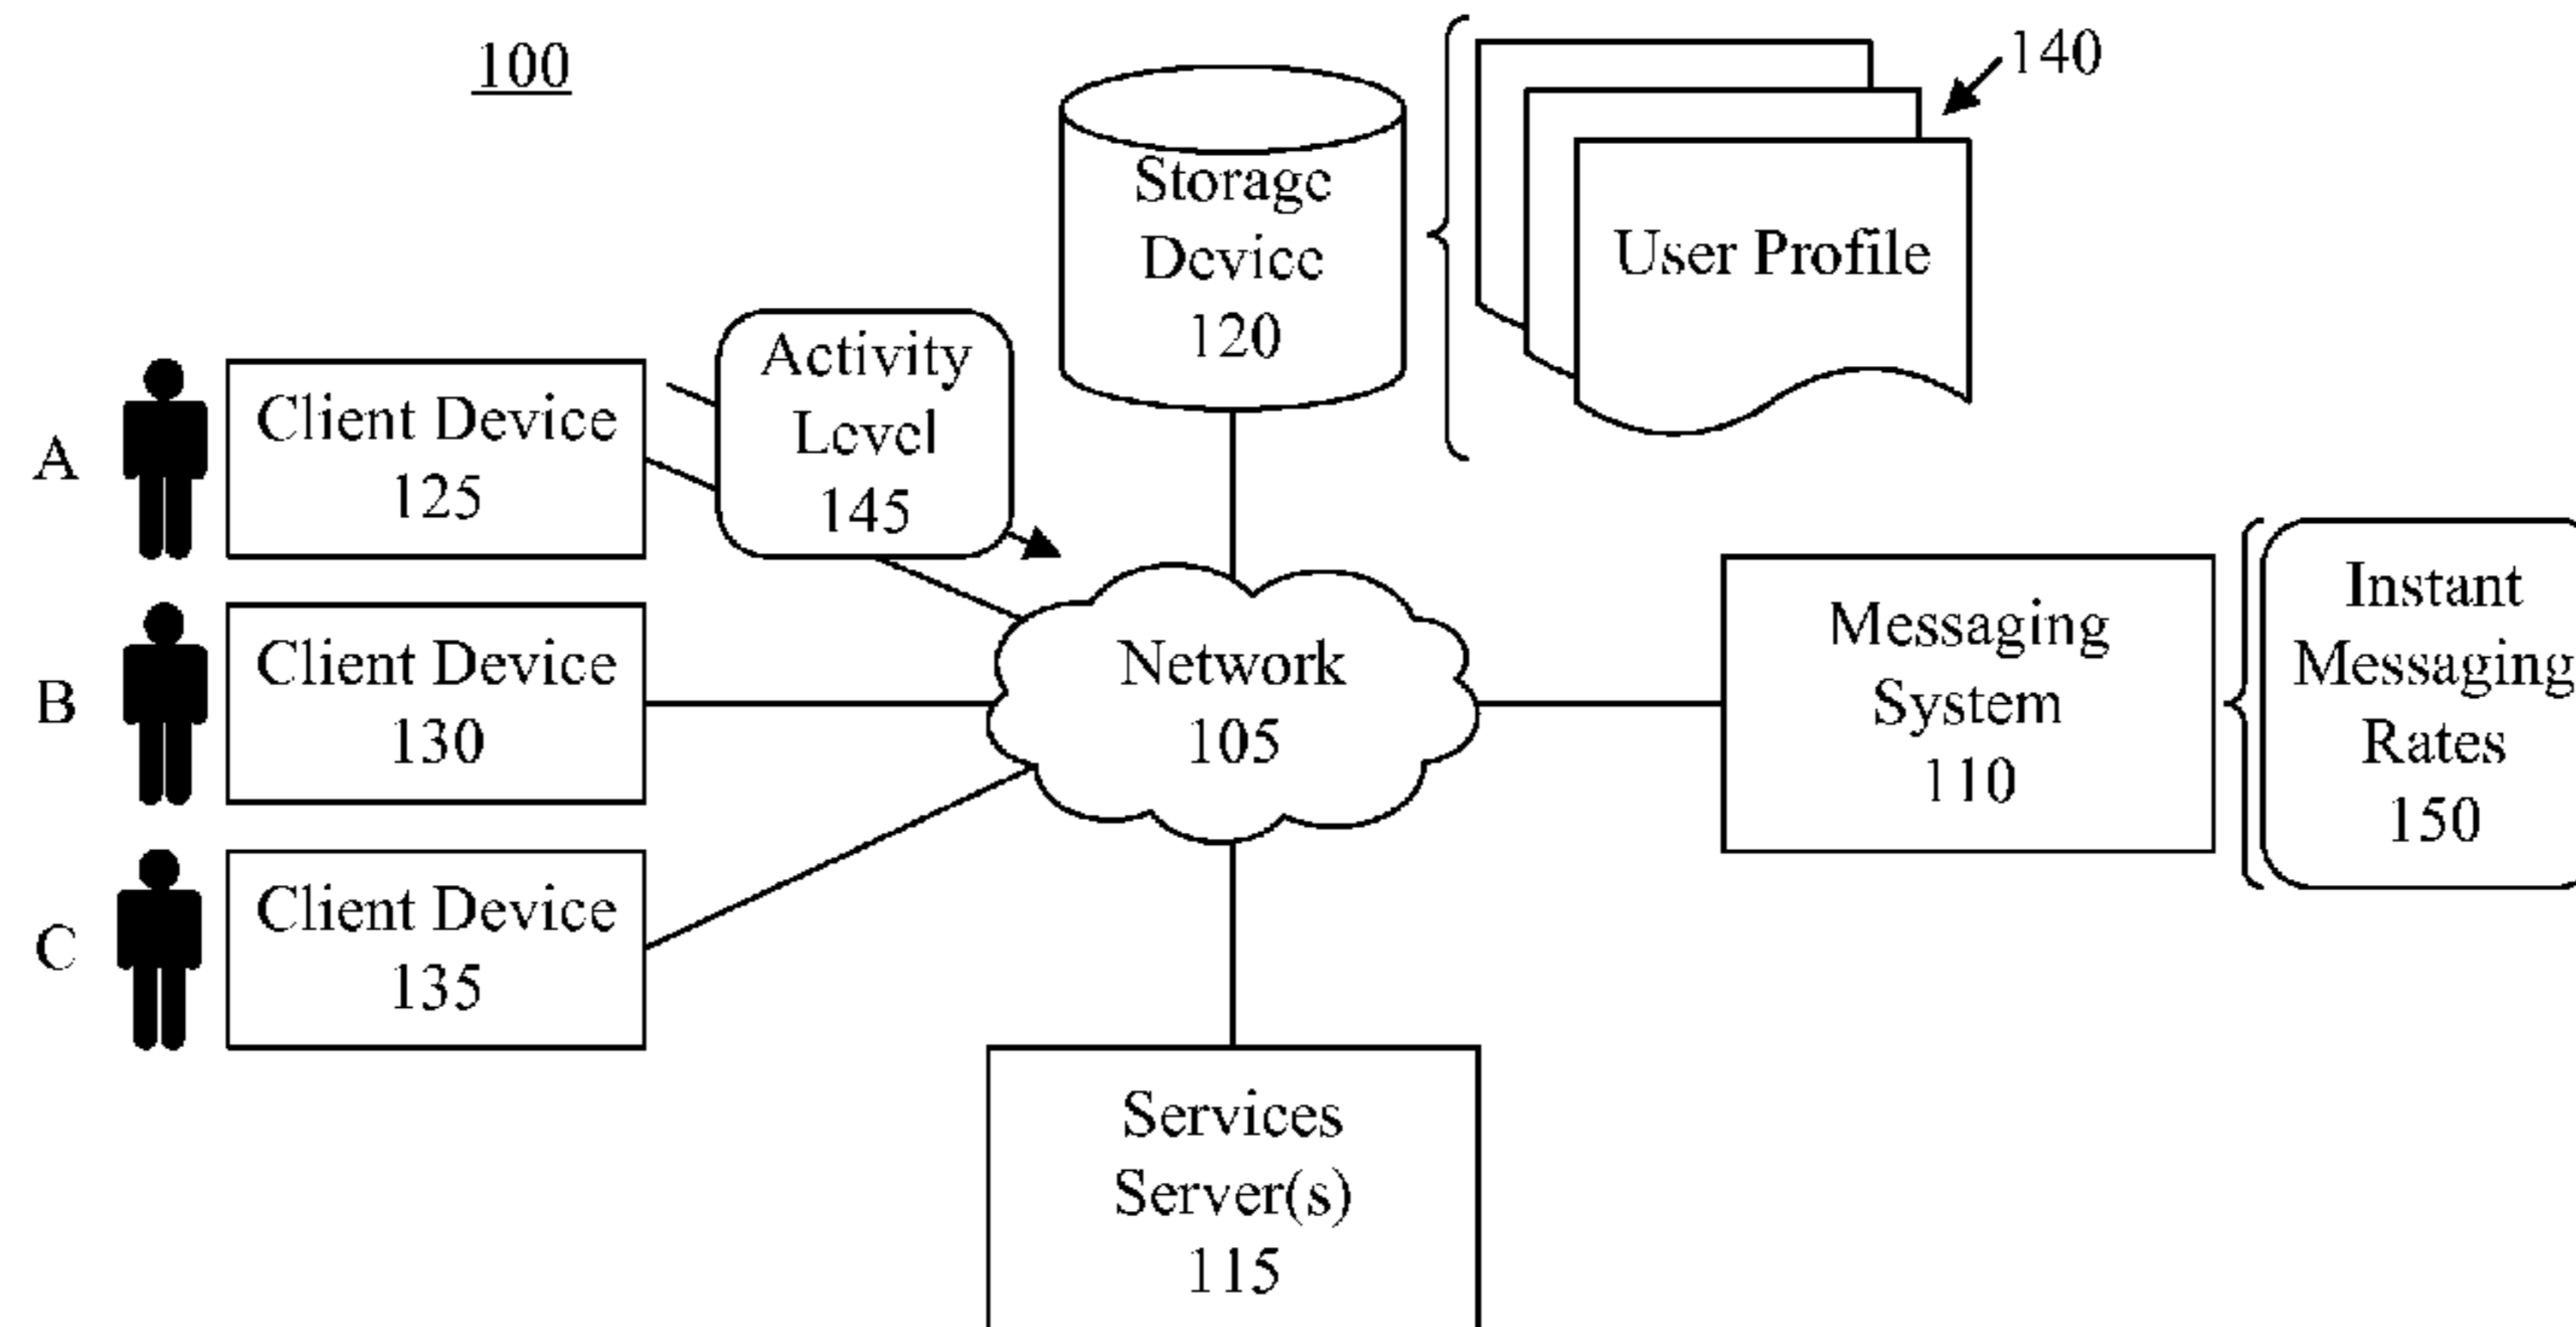 100
140
Storage
Device
120
User Profile
Activity
Level
145
A
Client Device
125
B
Client Device
130
C
Client Device
135
Network
105
Messaging
System
110
Instant
Messaging
Rates
150
Services
Server(s)
115